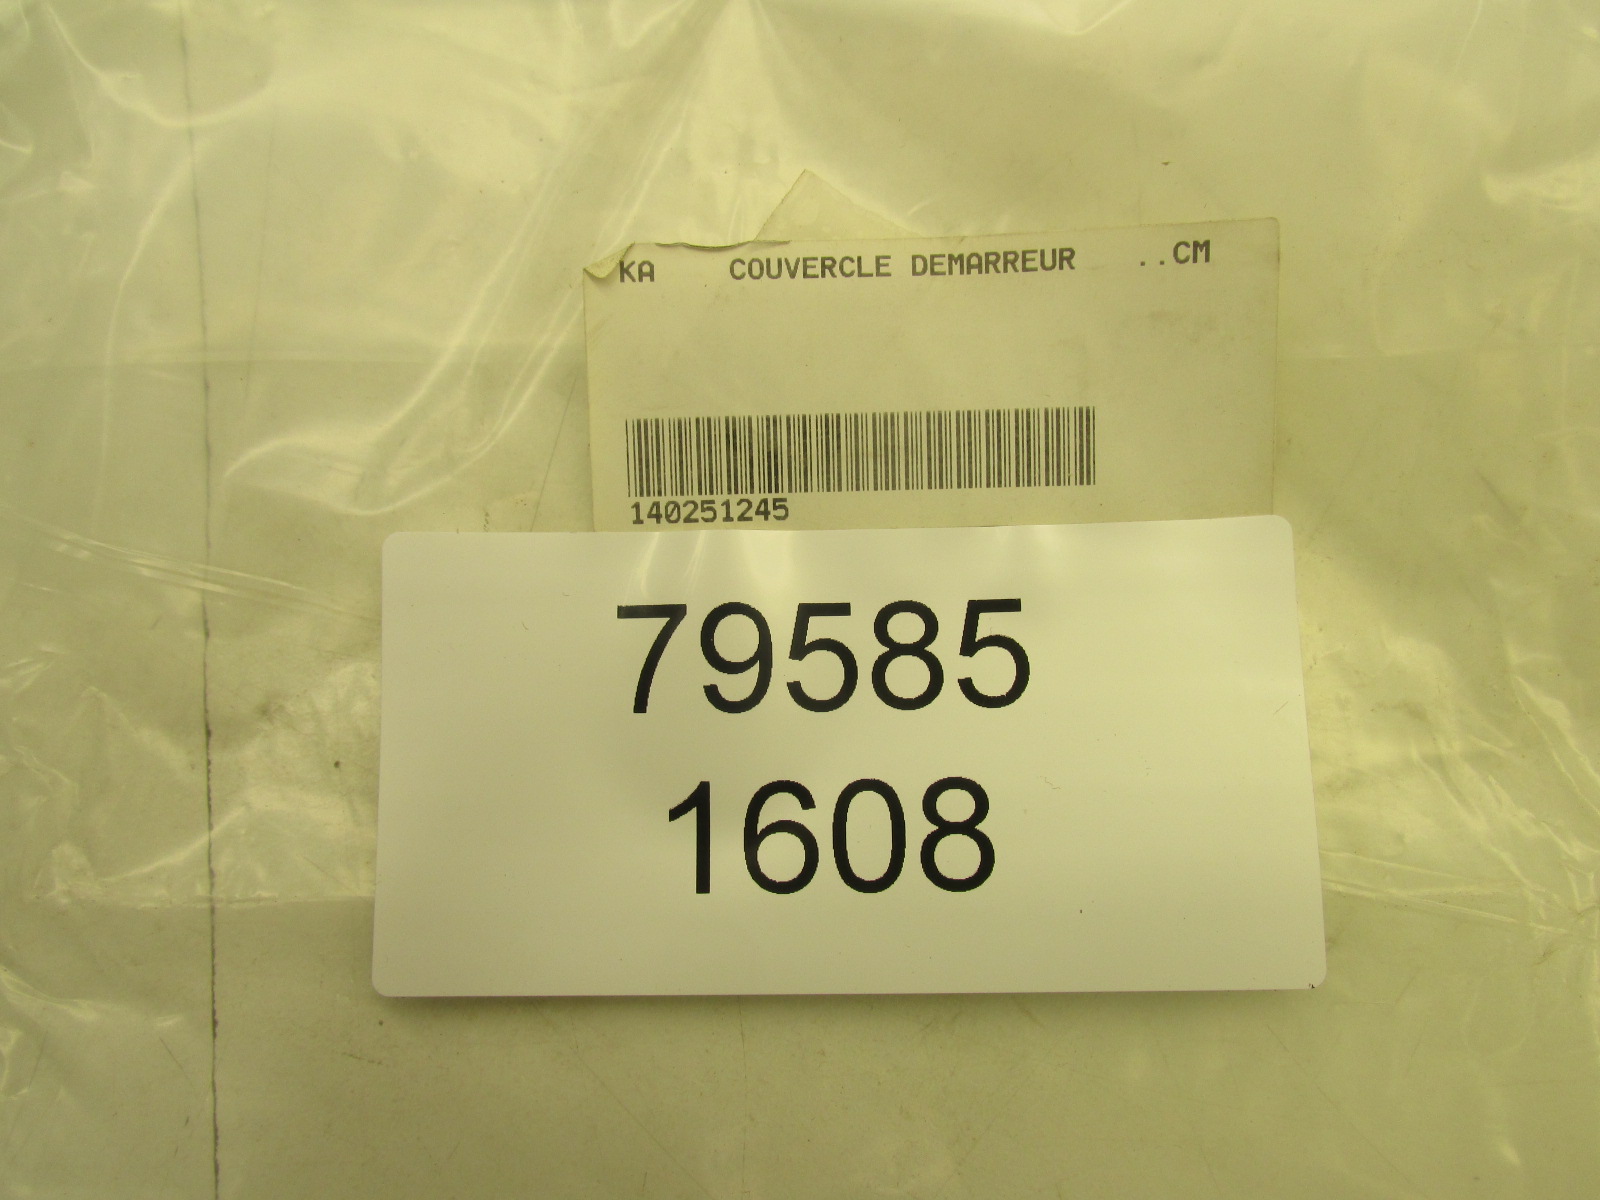 KA COUVERCLE DEMARREUR ..CM
140251245
79585
1608